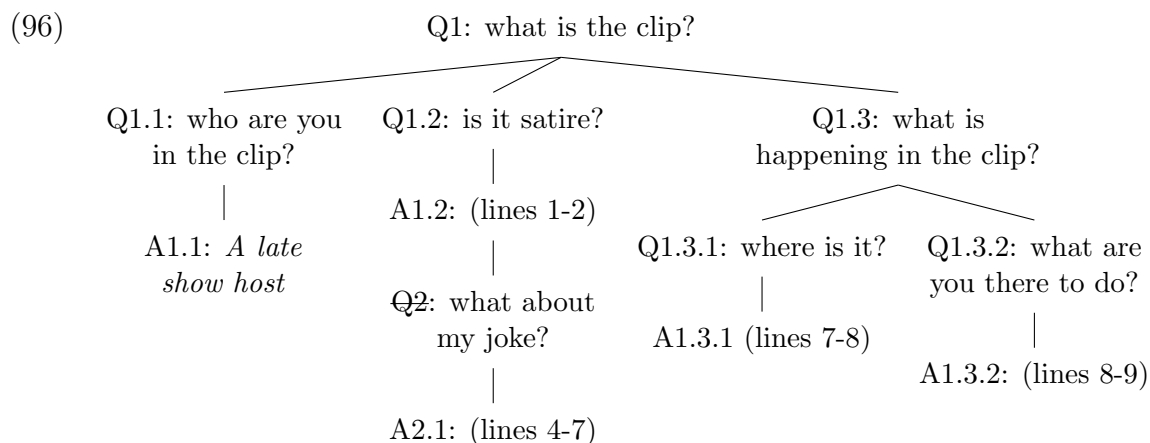 (96)
Q1: what is the clip?
Q1.1: who are you
in the clip?
A1.1: A late
show host
Q1.2: is it satire?
A1.2: (lines 1-2)
Q2: what about
my joke?
A2.1: (lines 4-7)
Q1.3: what is
happening in the clip?
Q1.3.1: where is it?
A1.3.1 (lines 7-8)
Q1.3.2: what are
you there to do?
A1.3.2: (lines 8-9)